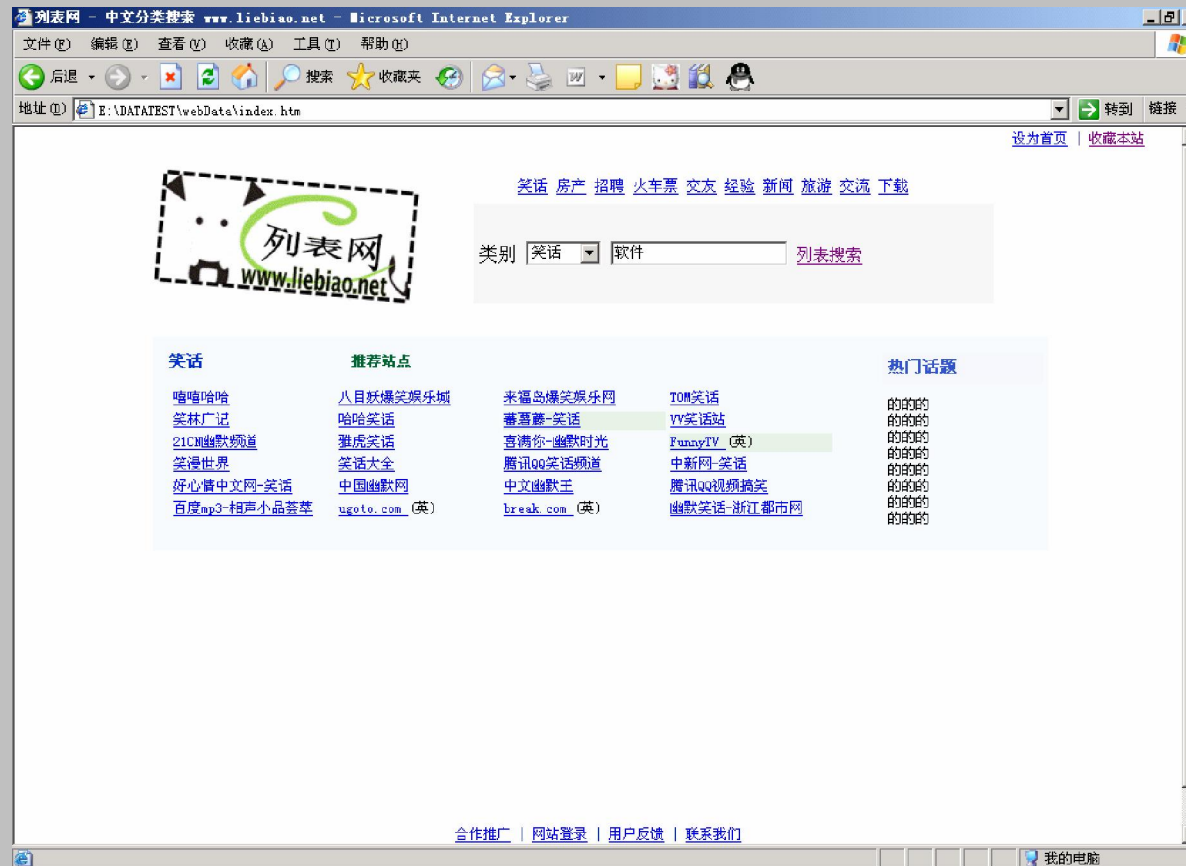 列表网 - 中文分类搜索 www.liebiao.net - Microsoft Internet Explorer
文件(F) 编辑(E) 查看(V) 收藏(A) 工具(T) 帮助(H)
后退 搜索 收藏夹
地址(D) E:\DATATEST\webData\index.htm 转到 链接
设为首页 | 收藏本站
列表网
www.liebiao.net
笑话 房产 招聘 火车票 交友 经验 新闻 旅游 交流 下载
类别 笑话 软件 列表搜索
笑话 推荐站点 热门话题
嘻嘻哈哈 八目妖爆笑娱乐城 来福岛爆笑娱乐网 TOM笑话
笑林广记 哈哈笑话 蕃薯藤-笑话 VV笑话站
21CN幽默频道 雅虎笑话 喜满你-幽默时光 FunnyTV (英)
笑漫世界 笑话大全 腾讯QQ笑话频道 中新网-笑话
好心情中文网-笑话 中国幽默网 中文幽默王 腾讯QQ视频搞笑
百度mp3-相声小品荟萃 ugoto.com (英) break.com (英) 幽默笑话-浙江都市网
的的的
的的的
的的的
的的的
的的的
的的的
的的的
的的的
合作推广 | 网站登录 | 用户反馈 | 联系我们
我的电脑